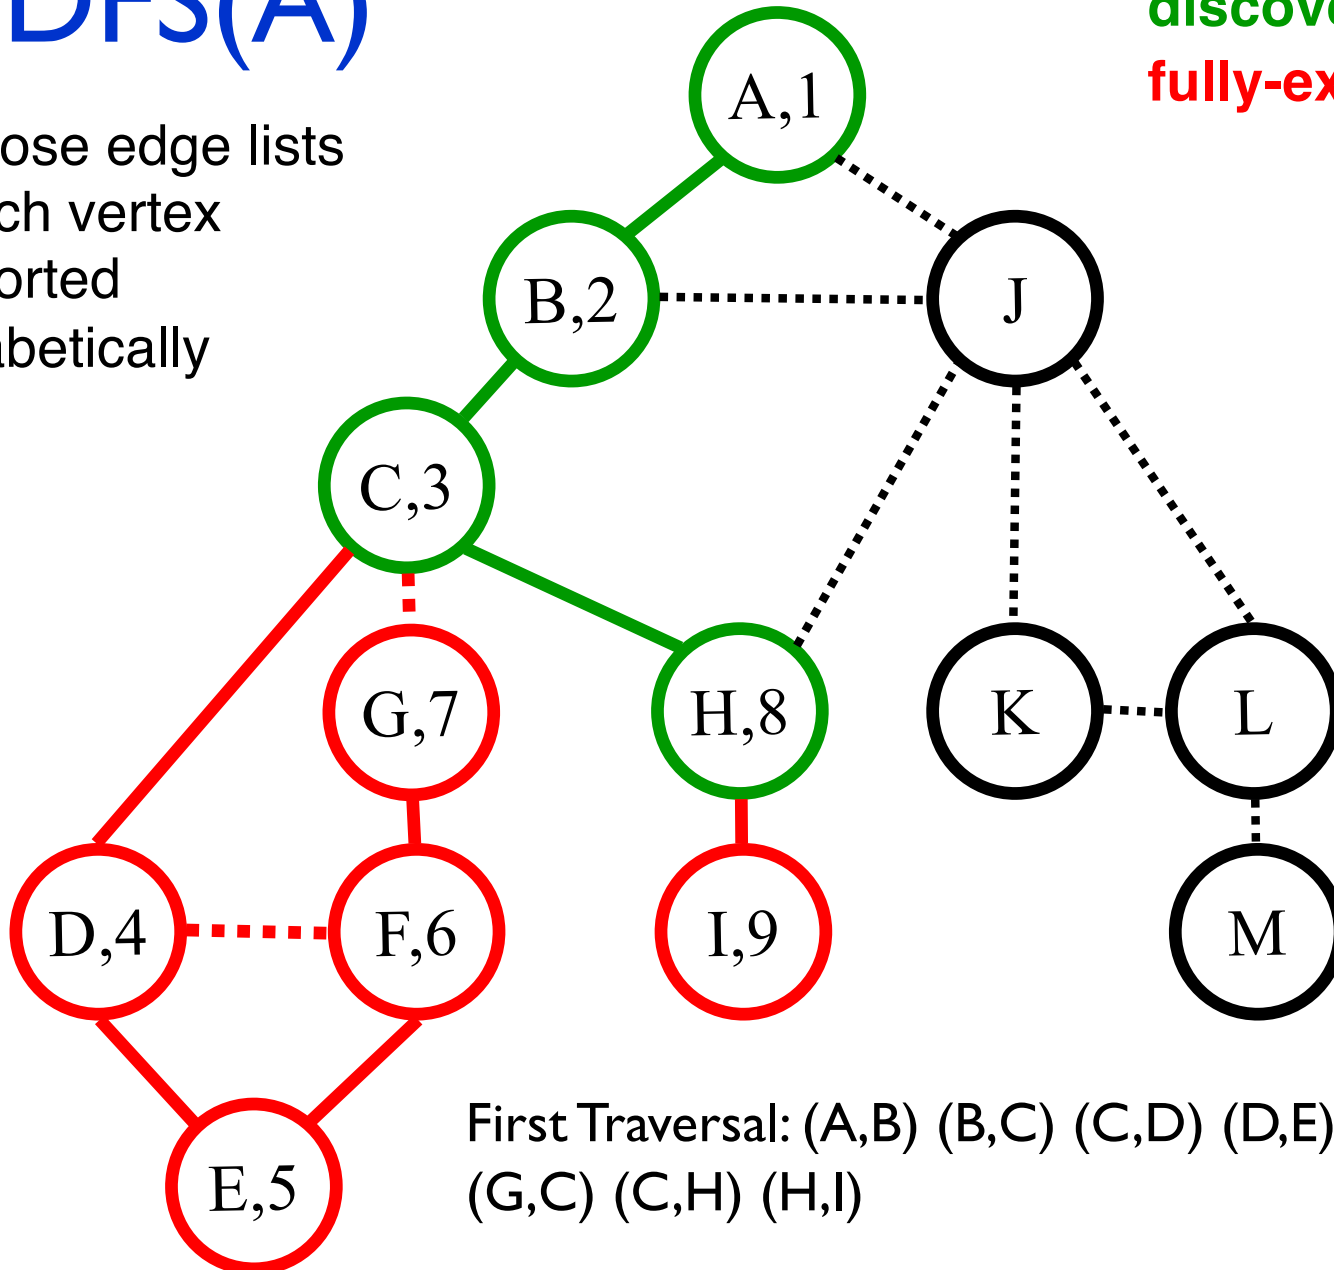 DFS(A)
discov
fully-ex
ose edge lists
ch vertex
orted
abetically
A,1
B,2
J
C,3
G,7
H,8
K
L
D,4
F,6
I,9
M
E,5
First Traversal: (A,B) (B,C) (C,D) (D,E)
(G,C) (C,H) (H,I)